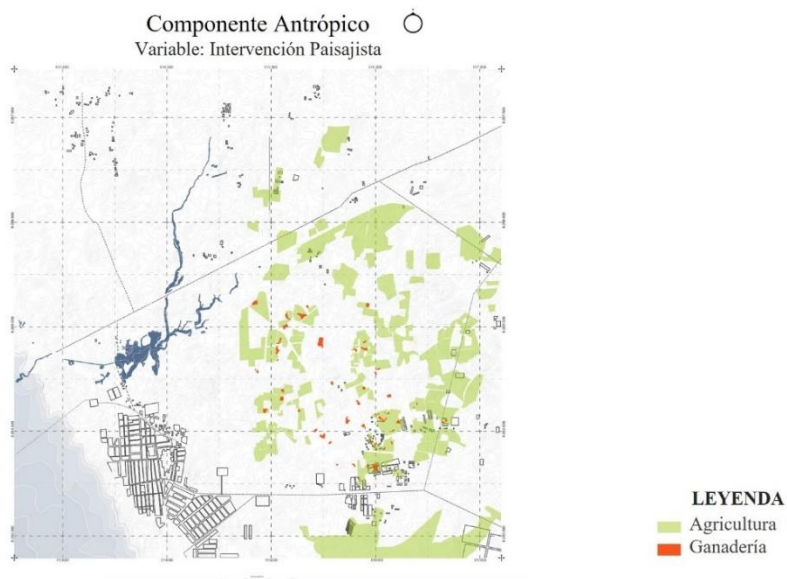 Componente Antrópico
Variable: Intervención Paisajista
LEYENDA
Agricultura
Ganadería